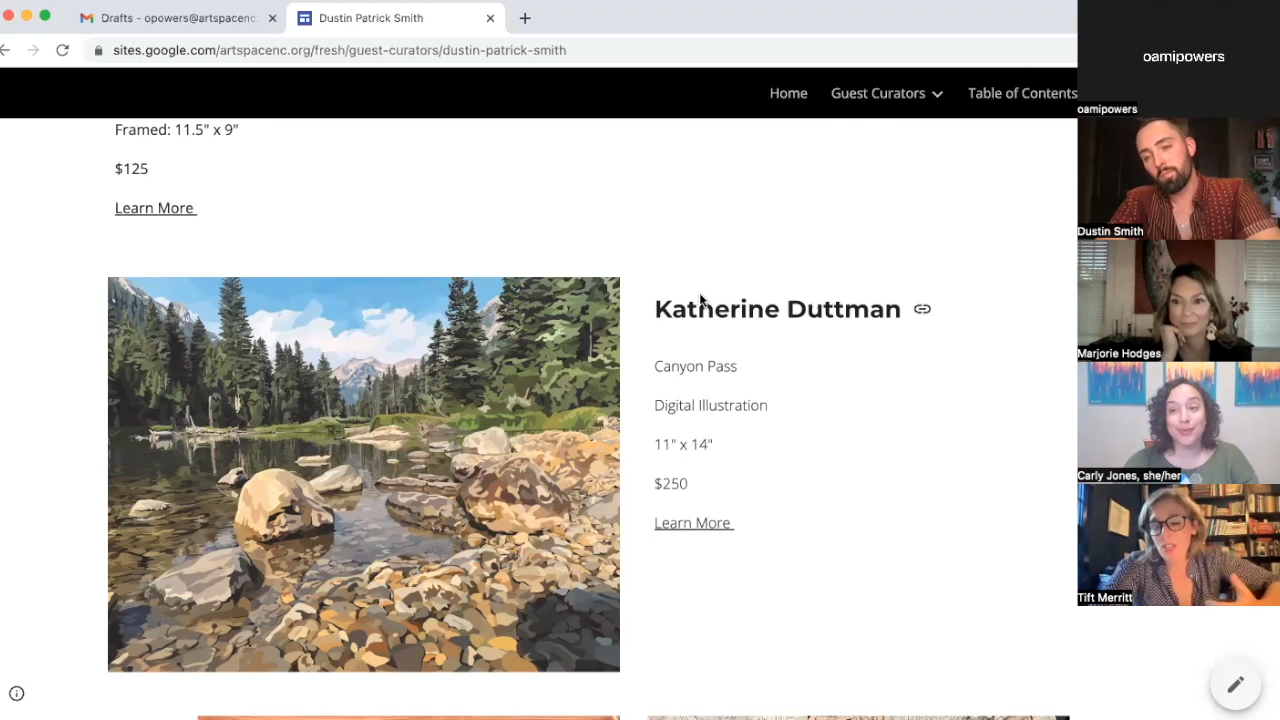 Drafts - opowers@artspacenc.
Dustin Patrick Smith
sites.google.com/artspacenc.org/fresh/guest-curators/dustin-patrick-smith
Home
Guest Curators
Table of Contents
Framed: 11.5" x 9"
$125
Learn More
Katherine Duttman
Canyon Pass
Digital Illustration
11" x 14"
$250
Learn More
oamipowers
oamipowers
Dustin Smith
Marjorie Hodges
Carly Jones, she/her
Tift Merritt